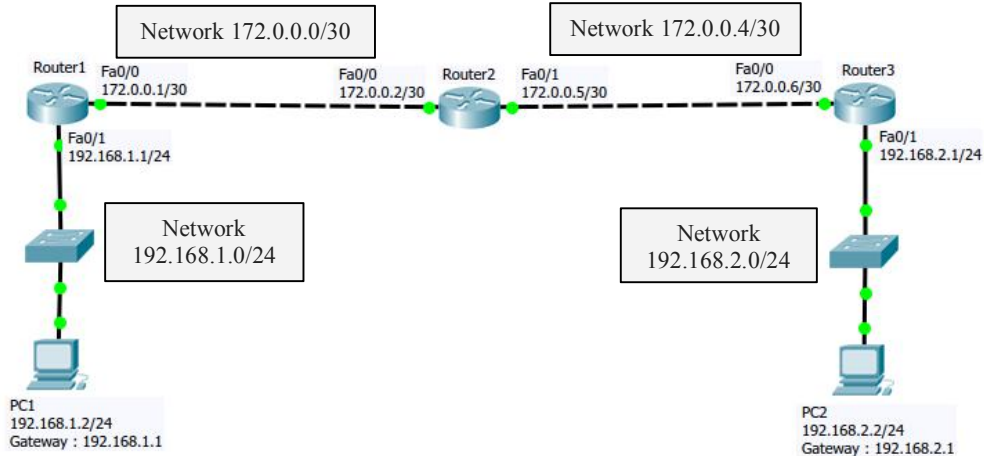 Network 172.0.0.0/30
Network 172.0.0.4/30
Router1
Fa0/0
172.0.0.1/30
Fa0/0
172.0.0.2/30
Router2
Fa0/1
172.0.0.5/30
Fa0/0
172.0.0.6/30
Router3
Fa0/1
192.168.1.1/24
Fa0/1
192.168.2.1/24
Network
192.168.1.0/24
Network
192.168.2.0/24
PC1
192.168.1.2/24
Gateway : 192.168.1.1
PC2
192.168.2.2/24
Gateway : 192.168.2.1